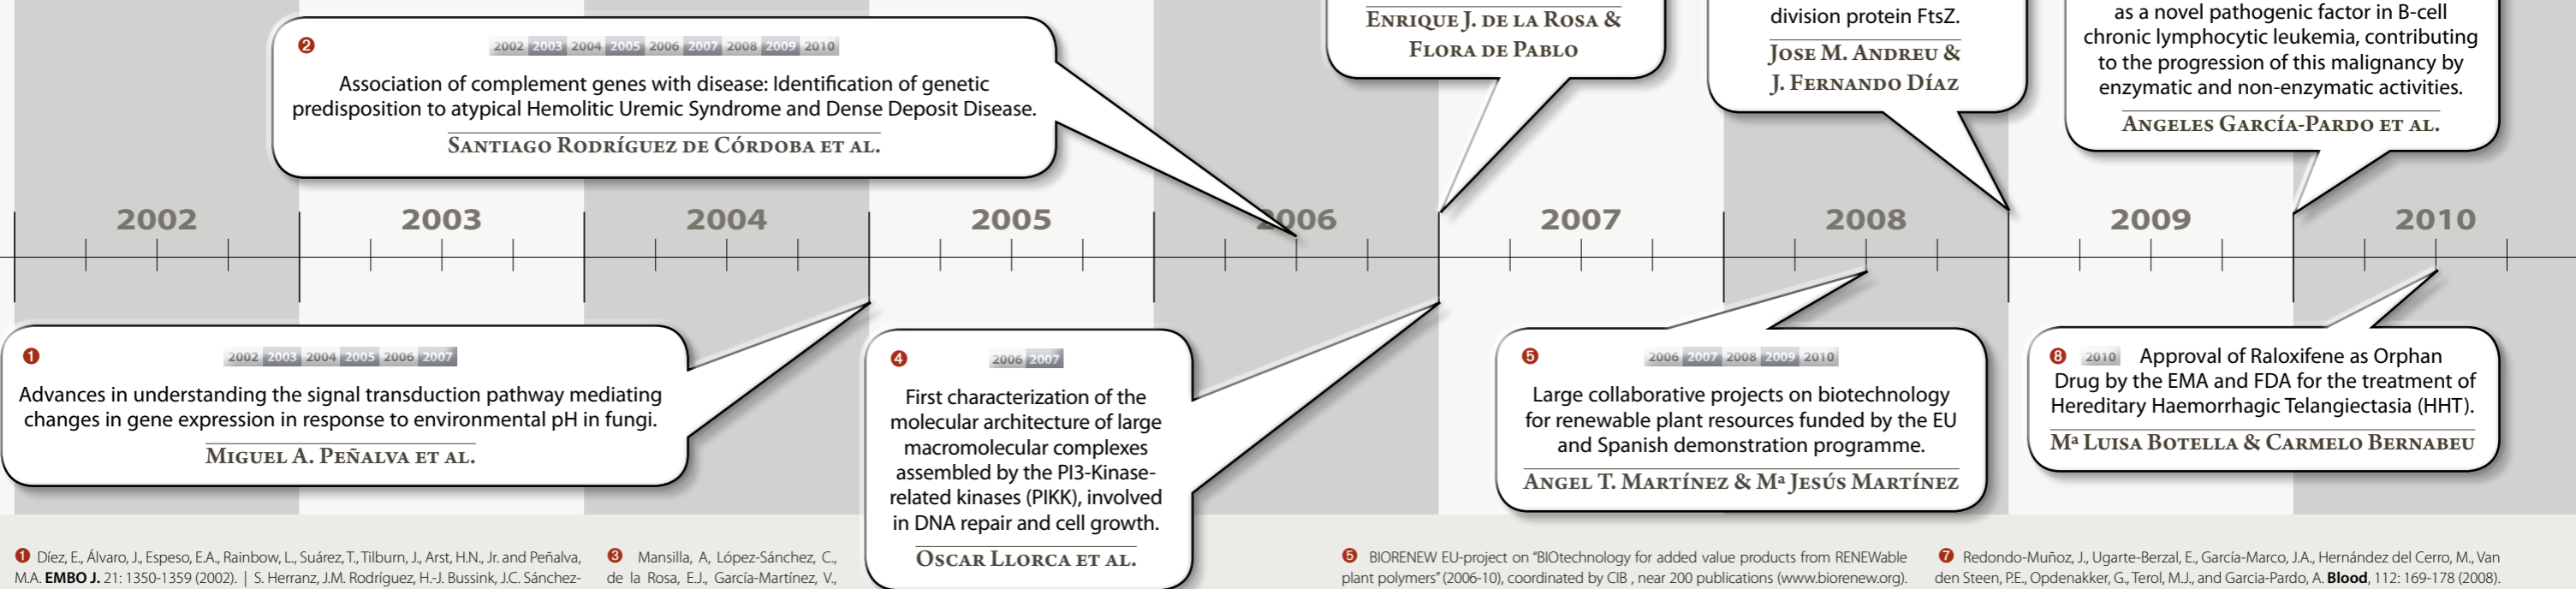 ❷ 2002 2003 2004 2005 2006 2007 2008 2009 2010
Association of complement genes with disease: Identification of genetic
predisposition to atypical Hemolitic Uremic Syndrome and Dense Deposit Disease.
Santiago Rodríguez de Córdoba et al.
Enrique J. de la Rosa &
Flora de Pablo
division protein FtsZ.
Jose M. Andreu &
J. Fernando Díaz
as a novel pathogenic factor in B-cell
chronic lymphocytic leukemia, contributing
to the progression of this malignancy by
enzymatic and non-enzymatic activities.
Angeles García-Pardo et al.
2002 2003 2004 2005 2006 2007 2008 2009 2010
❶ 2002 2003 2004 2005 2006 2007
Advances in understanding the signal transduction pathway mediating
changes in gene expression in response to environmental pH in fungi.
Miguel A. Peñalva et al.
❹ 2006 2007
First characterization of the
molecular architecture of large
macromolecular complexes
assembled by the PI3-Kinase-
related kinases (PIKK), involved
in DNA repair and cell growth.
Oscar Llorca et al.
❺ 2006 2007 2008 2009 2010
Large collaborative projects on biotechnology
for renewable plant resources funded by the EU
and Spanish demonstration programme.
Angel T. Martínez & Mª Jesús Martínez
❽ 2010 Approval of Raloxifene as Orphan
Drug by the EMA and FDA for the treatment of
Hereditary Haemorrhagic Telangiectasia (HHT).
Mª Luisa Botella & Carmelo Bernabeu
❶ Díez, E., Álvaro, J., Espeso, E.A., Rainbow, L., Suárez, T., Tilburn, J., Arst, H.N., Jr. and Peñalva,
M.A. EMBO J. 21: 1350-1359 (2002). | S. Herranz, J.M. Rodríguez, H.-J. Bussink, J.C. Sánchez-
❸ Mansilla, A, López-Sánchez, C.,
de la Rosa, E.J., García-Martínez, V.,
❺ BIORENEW EU-project on “BIOtechnology for added value products from RENEWable
plant polymers” (2006-10), coordinated by CIB , near 200 publications (www.biorenew.org).
❼ Redondo-Muñoz, J., Ugarte-Berzal, E., García-Marco, J.A., Hernández del Cerro, M., Van
den Steen, P.E., Opdenakker, G., Terol, M.J., and Garcia-Pardo, A. Blood, 112: 169-178 (2008).